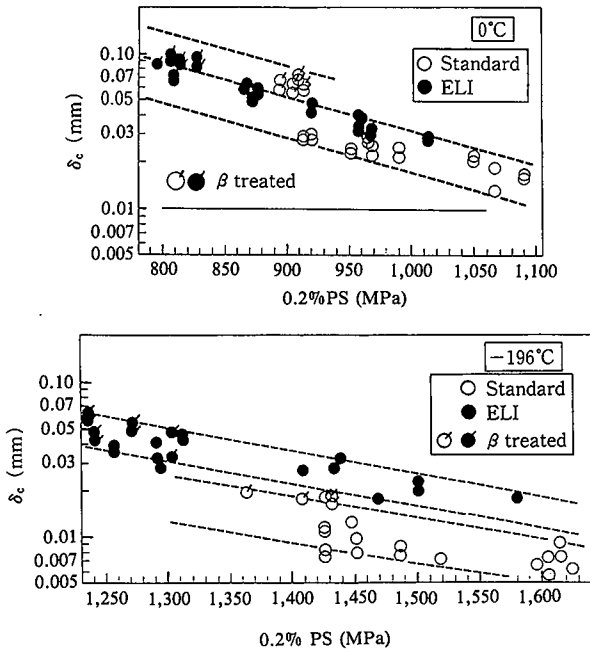 0°C
Standard
ELI
0.10
0.07
0.05
0.03
0.01
0.007
0.005
δc (mm)
β treated
800 850 900 950 1,000 1,050 1,100
0.2%PS (MPa)
−196°C
Standard
ELI
β treated
0.10
0.07
0.05
0.03
0.01
0.007
0.005
δc (mm)
1,250 1,300 1,350 1,400 1,450 1,500 1,550 1,600
0.2% PS (MPa)